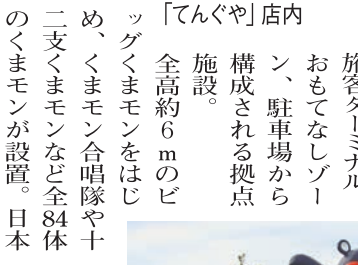 「てんぐや」店内
旅客ターミナル
おもてなしゾー
ン、駐車場から
構成される拠点
施設。
全高約6mのビ
ッグくまモンをはじ
め、くまモン合唱隊や十
二支くまモンなど全84体
のくまモンが設置。日本